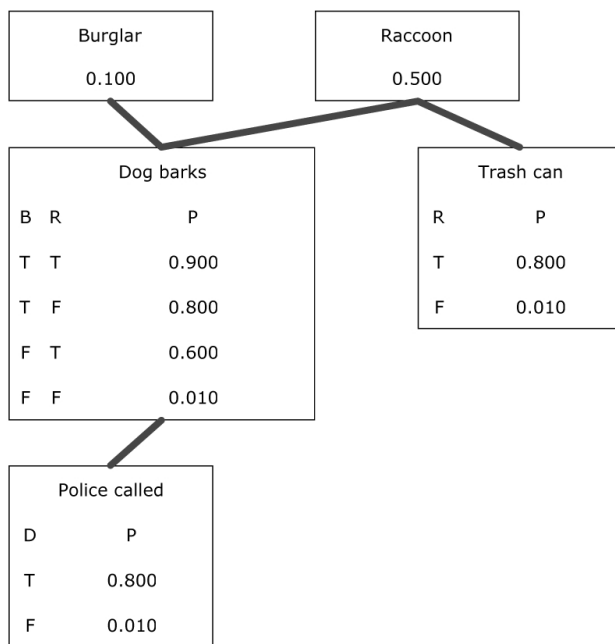 Burglar
0.100
Raccoon
0.500
Dog barks
B R P
T T 0.900
T F 0.800
F T 0.600
F F 0.010
Trash can
R P
T 0.800
F 0.010
Police called
D P
T 0.800
F 0.010